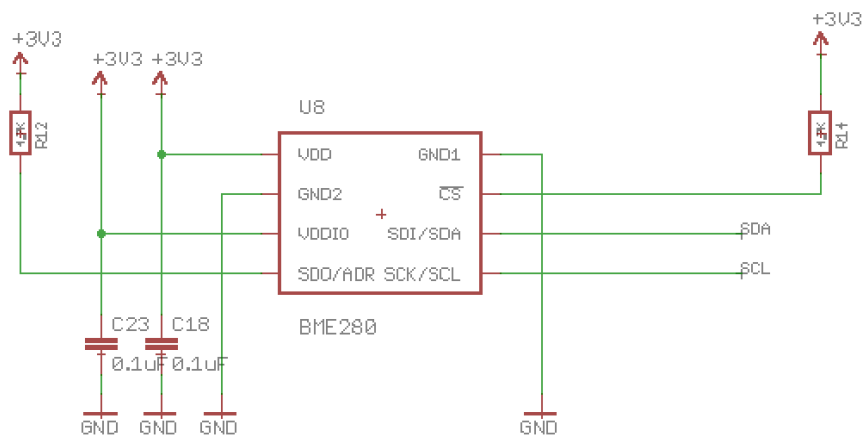 +3V3
+3V3
+3V3 +3V3
U8
R12
R14
VDD GND1
GND2 CS
VDDIO SDI/SDA
SDA
SDO/ADR SCK/SCL
SCL
C23 C18
BME280
0.1uF 0.1uF
GND GND GND GND